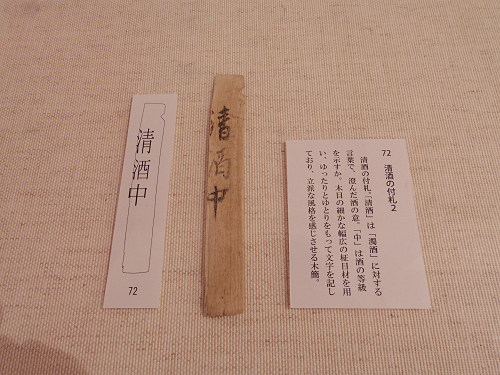 清酒中
72
清酒中
72 清酒の付札2
清酒の付札。「清酒」は「濁酒」に対する
言葉で、澄んだ酒の意。「中」は酒の等級
を示すか。木目の細かな幅広の柾目材を用
い、ゆったりとゆとりをもって文字を記し
ており、立派な風格を感じさせる木簡。